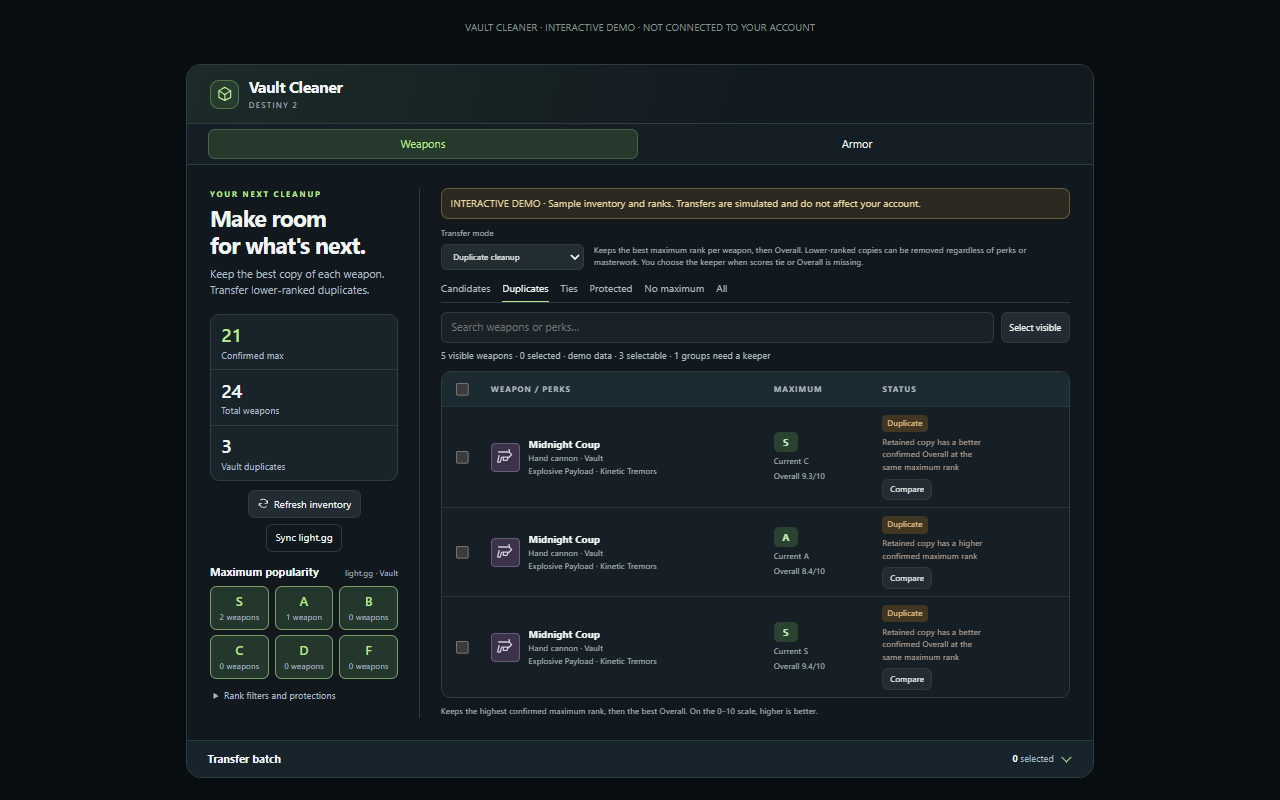 VAULT CLEANER · INTERACTIVE DEMO · NOT CONNECTED TO YOUR ACCOUNT
Vault Cleaner
DESTINY 2
Weapons
Armor
YOUR NEXT CLEANUP
Make room
for what's next.
Keep the best copy of each weapon.
Transfer lower-ranked duplicates.
21
Confirmed max
24
Total weapons
3
Vault duplicates
Refresh inventory
Sync light.gg
Maximum popularity
light.gg · Vault
S
2 weapons
A
1 weapon
B
0 weapons
C
0 weapons
D
0 weapons
F
0 weapons
Rank filters and protections
INTERACTIVE DEMO · Sample inventory and ranks. Transfers are simulated and do not affect your account.
Transfer mode
Duplicate cleanup
Keeps the best maximum rank per weapon, then Overall. Lower-ranked copies can be removed regardless of perks or
masterwork. You choose the keeper when scores tie or Overall is missing.
Candidates
Duplicates
Ties
Protected
No maximum
All
Search weapons or perks...
Select visible
5 visible weapons · 0 selected · demo data · 3 selectable · 1 groups need a keeper
WEAPON / PERKS
MAXIMUM
STATUS
Midnight Coup
Hand cannon · Vault
Explosive Payload · Kinetic Tremors
S
Current C
Overall 9.3/10
Duplicate
Retained copy has a better
confirmed Overall at the
same maximum rank
Compare
Midnight Coup
Hand cannon · Vault
Explosive Payload · Kinetic Tremors
A
Current A
Overall 8.4/10
Duplicate
Retained copy has a higher
confirmed maximum rank
Compare
Midnight Coup
Hand cannon · Vault
Explosive Payload · Kinetic Tremors
S
Current S
Overall 9.4/10
Duplicate
Retained copy has a better
confirmed Overall at the
same maximum rank
Compare
Keeps the highest confirmed maximum rank, then the best Overall. On the 0–10 scale, higher is better.
Transfer batch
0 selected